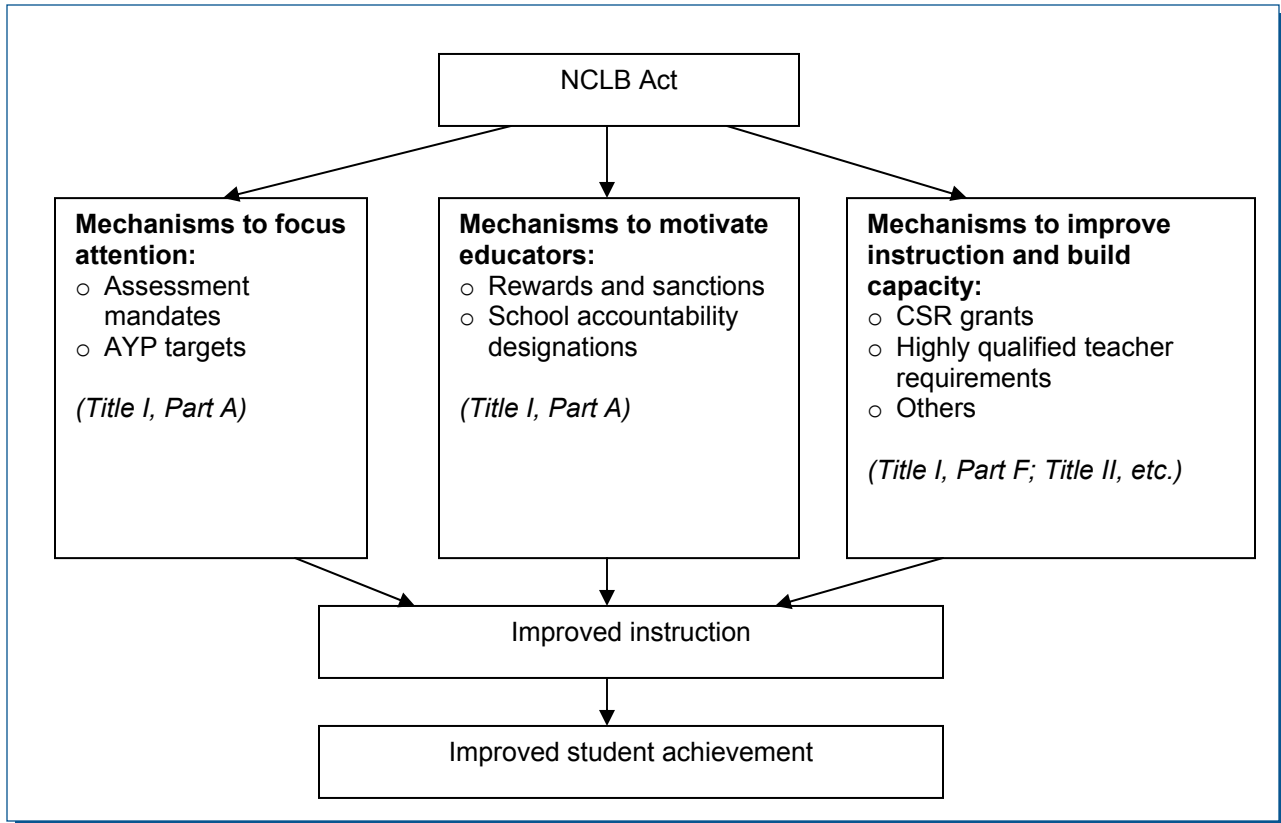 NCLB Act
Mechanisms to focus
attention:
○ Assessment
mandates
○ AYP targets
(Title I, Part A)
Mechanisms to motivate
educators:
○ Rewards and sanctions
○ School accountability
designations
(Title I, Part A)
Mechanisms to improve
instruction and build
capacity:
○ CSR grants
○ Highly qualified teacher
requirements
○ Others
(Title I, Part F; Title II, etc.)
Improved instruction
Improved student achievement